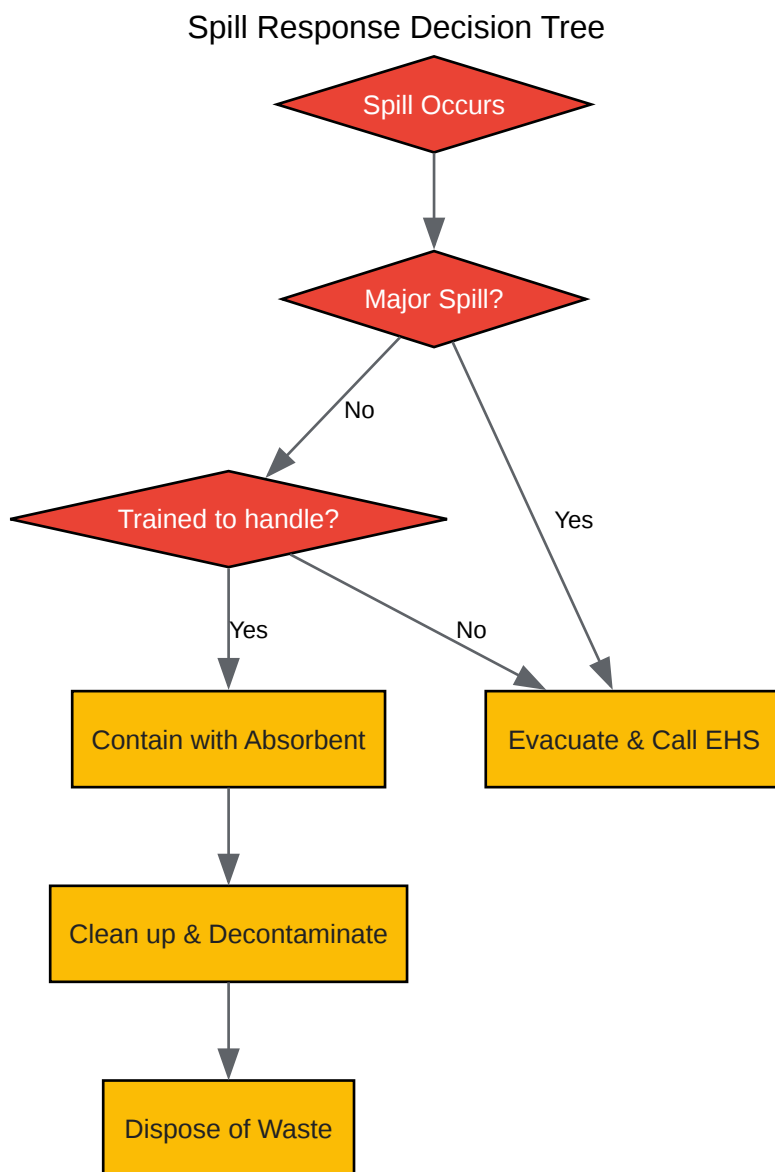 Spill Response Decision Tree
Spill Occurs
Major Spill?
No
Trained to handle?
Yes
Yes
No
Contain with Absorbent
Evacuate & Call EHS
Clean up & Decontaminate
Dispose of Waste